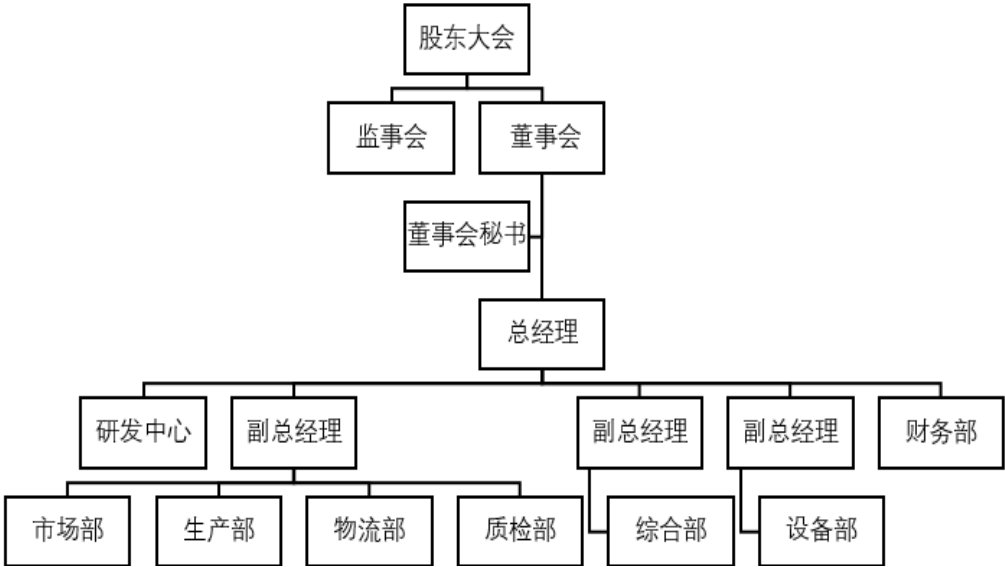 股东大会
监事会
董事会
董事会秘书
总经理
研发中心
副总经理
副总经理
副总经理
财务部
市场部
生产部
物流部
质检部
综合部
设备部